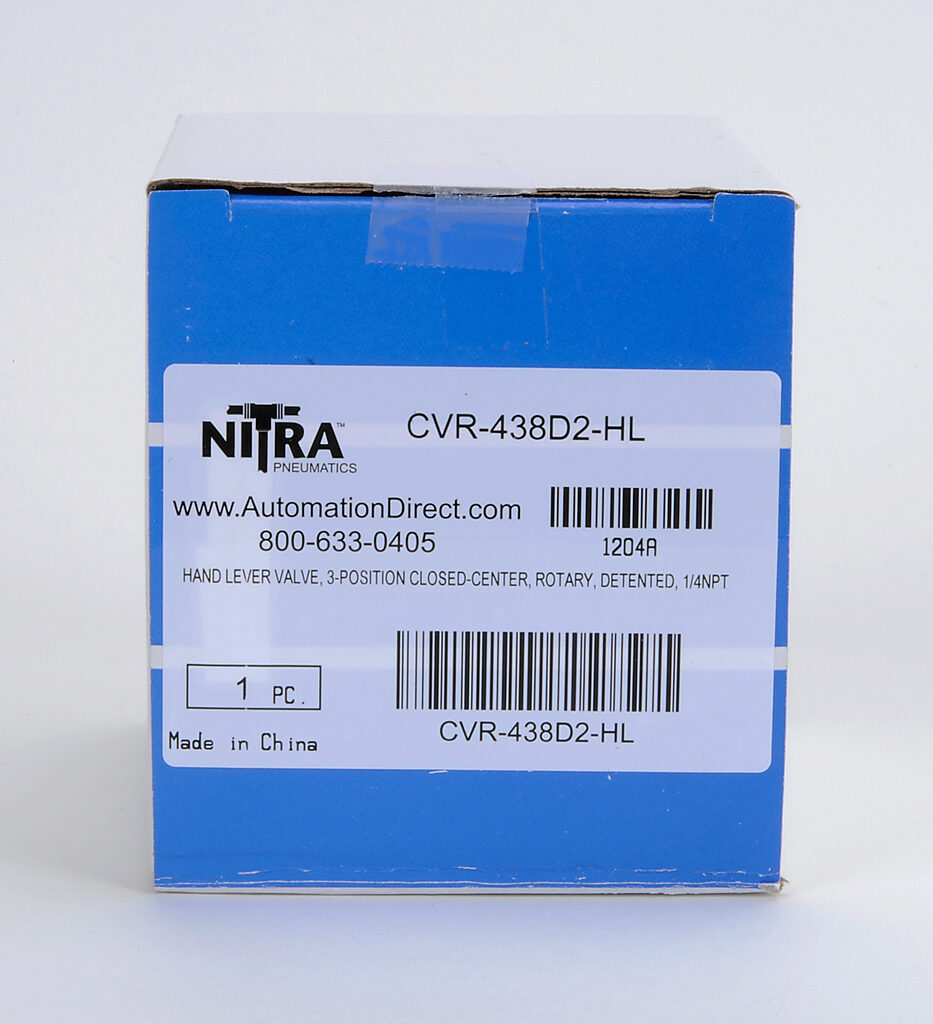 NITRA™
PNEUMATICS
CVR-438D2-HL
www.AutomationDirect.com
800-633-0405
1204A
HAND LEVER VALVE, 3-POSITION CLOSED-CENTER, ROTARY, DETENTED, 1/4NPT
1 PC.
CVR-438D2-HL
Made in China